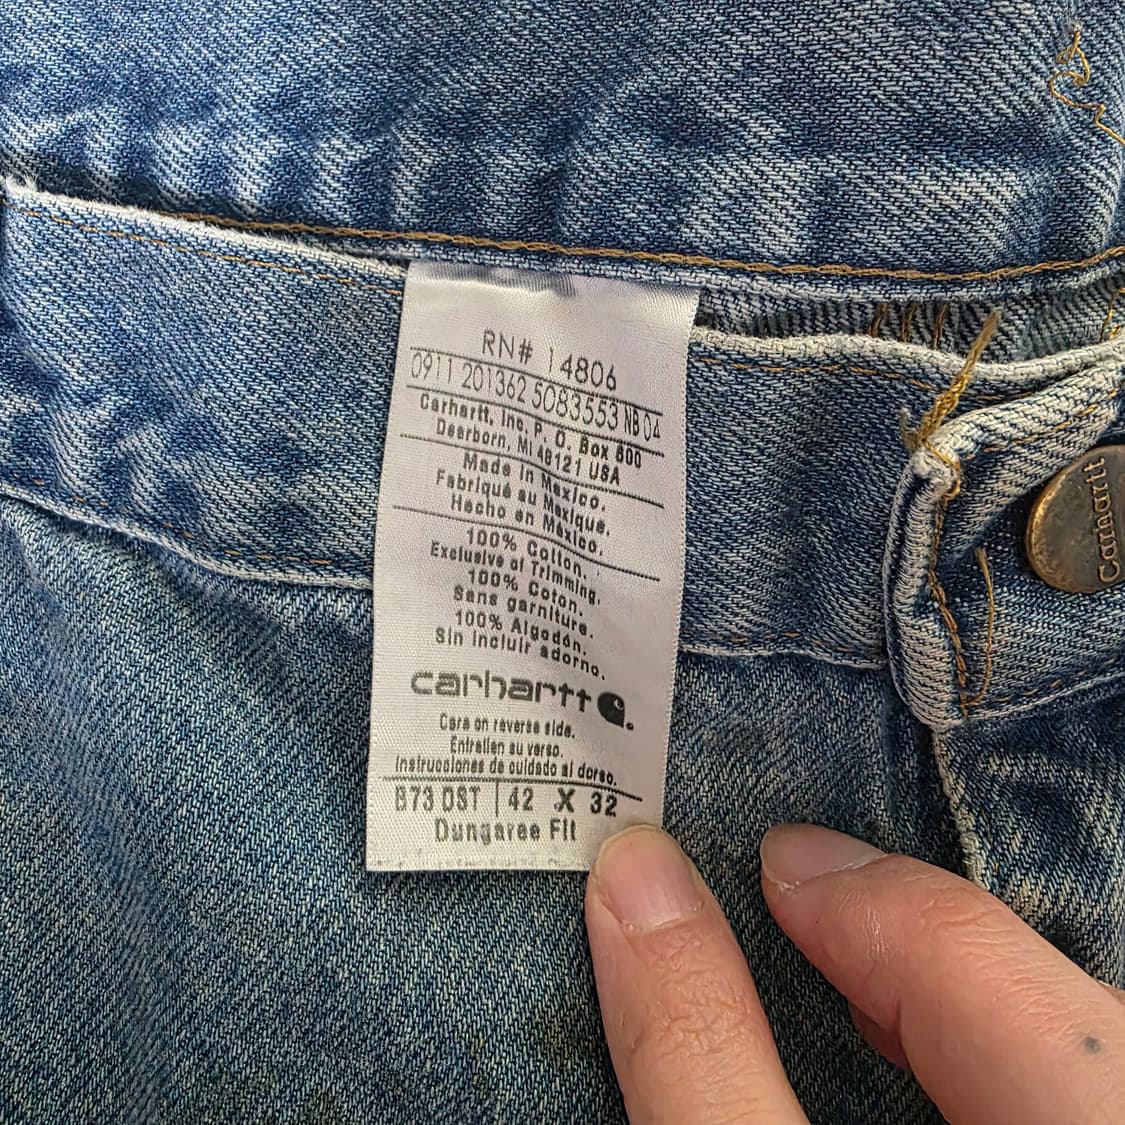 RN# 14806
0911 201362 5083553 NB 04
Carhartt, Inc. P. O. Box 600
Dearborn, MI 48121 USA
Made in Mexico.
Fabriqué au Mexique.
Hecho en México.
100% Cotton.
Exclusive of Trimming.
100% Coton.
Sans garniture.
100% Algodón.
Sin incluir adorno.
carhartt
Care on reverse side.
Entretien au verso.
Instrucciones de cuidado al dorso.
B73 DST | 42 X 32
Dungaree Fit
Carhartt